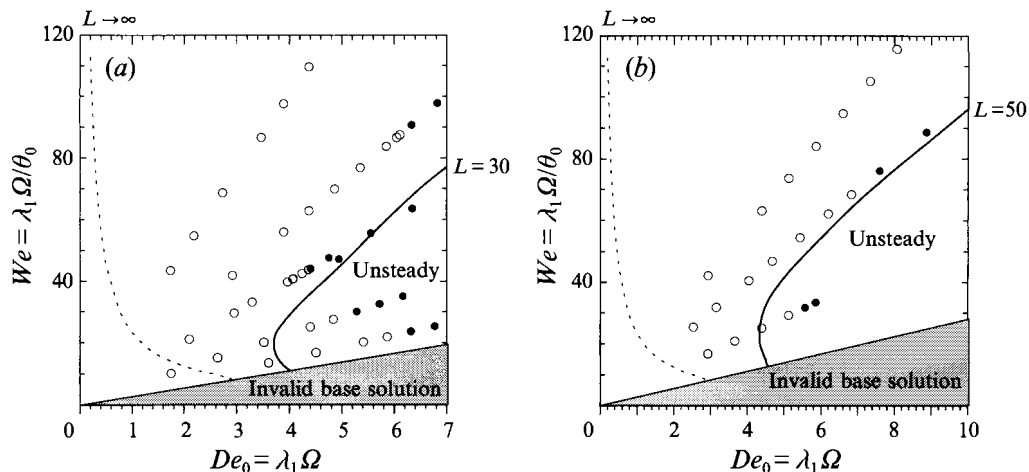 L→∞
120
(a)
80
We = λ₁Ω/θ₀
L = 30
Unsteady
40
Invalid base solution
0 1 2 3 4 5 6 7
De₀ = λ₁Ω
L→∞
120
(b)
L = 50
80
We = λ₁Ω/θ₀
Unsteady
40
Invalid base solution
0 2 4 6 8 10
De₀ = λ₁Ω